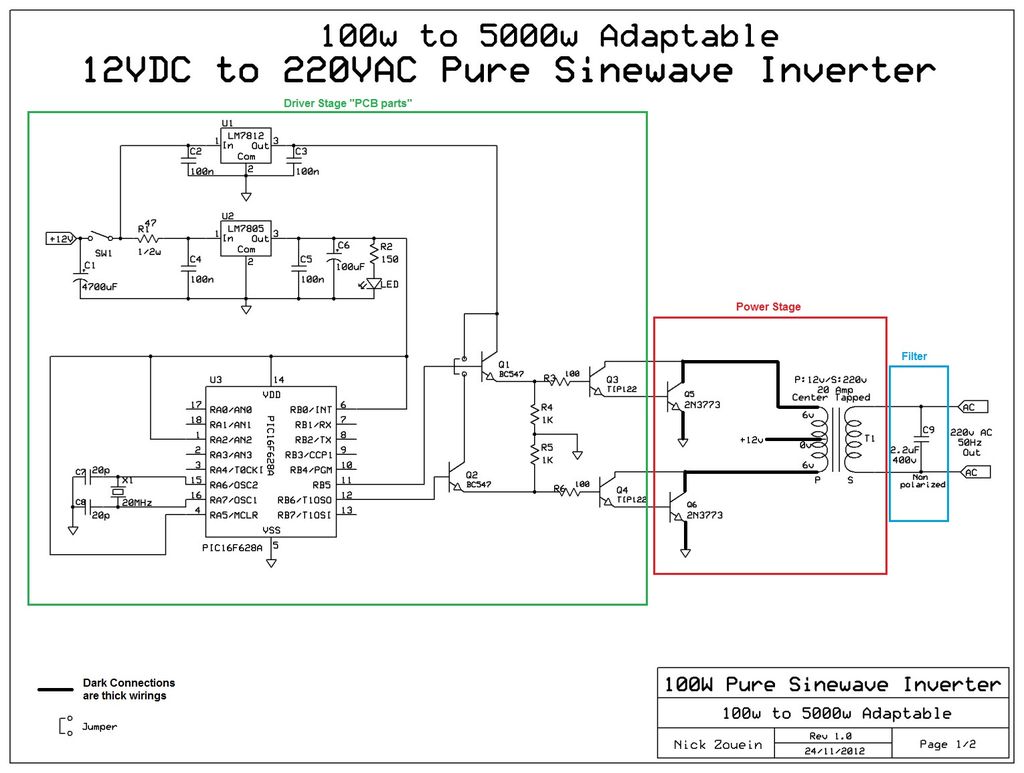 100w to 5000w Adaptable
12VDC to 220VAC Pure Sinewave Inverter
Driver Stage "PCB parts"
U1
LM7812
1 In Out 3
Com
2
C2
100n
C3
100n
+12V
SW1
R1 47
1/2w
U2
LM7805
1 In Out 3
Com
2
C1
4700uF
C4
100n
C5
100n
C6
100uF
R2
150
LED
U3
14
VDD
PIC16F628A
17 RA0/AN0
18 RA1/AN1
1 RA2/AN2
2 RA3/AN3
3 RA4/T0CKI
15 RA6/OSC2
16 RA7/OSC1
4 RA5/MCLR
RB0/INT 6
RB1/RX 7
RB2/TX 8
RB3/CCP1 9
RB4/PGM 10
RB5 11
RB6/T1OSO 12
RB7/T1OSI 13
VSS
5
PIC16F628A
C7 20p
X1
20MHz
C8
20p
Q1
BC547
Q2
BC547
R3 100
R4
1K
R5
1K
R6 100
Q3
TIP122
Q4
TIP122
Power Stage
Q5
2N3773
Q6
2N3773
P:12v/S:220v
20 Amp
Center Tapped
6v
+12v
0v
6v
P S
T1
Filter
C9
2.2uF
400v
Non
polarized
AC
220v AC
50Hz
Out
AC
Dark Connections
are thick wirings
Jumper
100W Pure Sinewave Inverter
100w to 5000w Adaptable
Nick Zouein
Rev 1.0
24/11/2012
Page 1/2